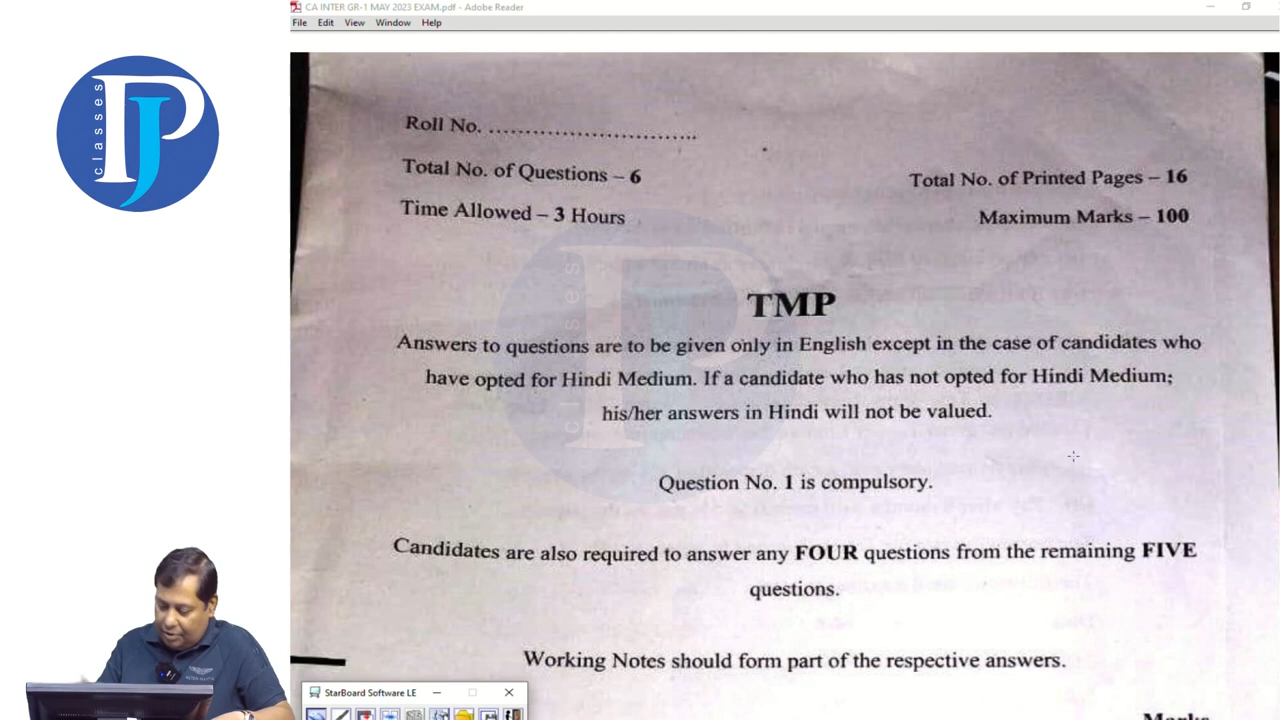 CA INTER GR-1 MAY 2023 EXAM.pdf - Adobe Reader
File Edit View Window Help
PJ
classes
Roll No. ..............................
Total No. of Questions – 6
Total No. of Printed Pages – 16
Time Allowed – 3 Hours
Maximum Marks – 100
TMP
Answers to questions are to be given only in English except in the case of candidates who
have opted for Hindi Medium. If a candidate who has not opted for Hindi Medium;
his/her answers in Hindi will not be valued.
Question No. 1 is compulsory.
Candidates are also required to answer any FOUR questions from the remaining FIVE
questions.
Working Notes should form part of the respective answers.
StarBoard Software LE
Marks